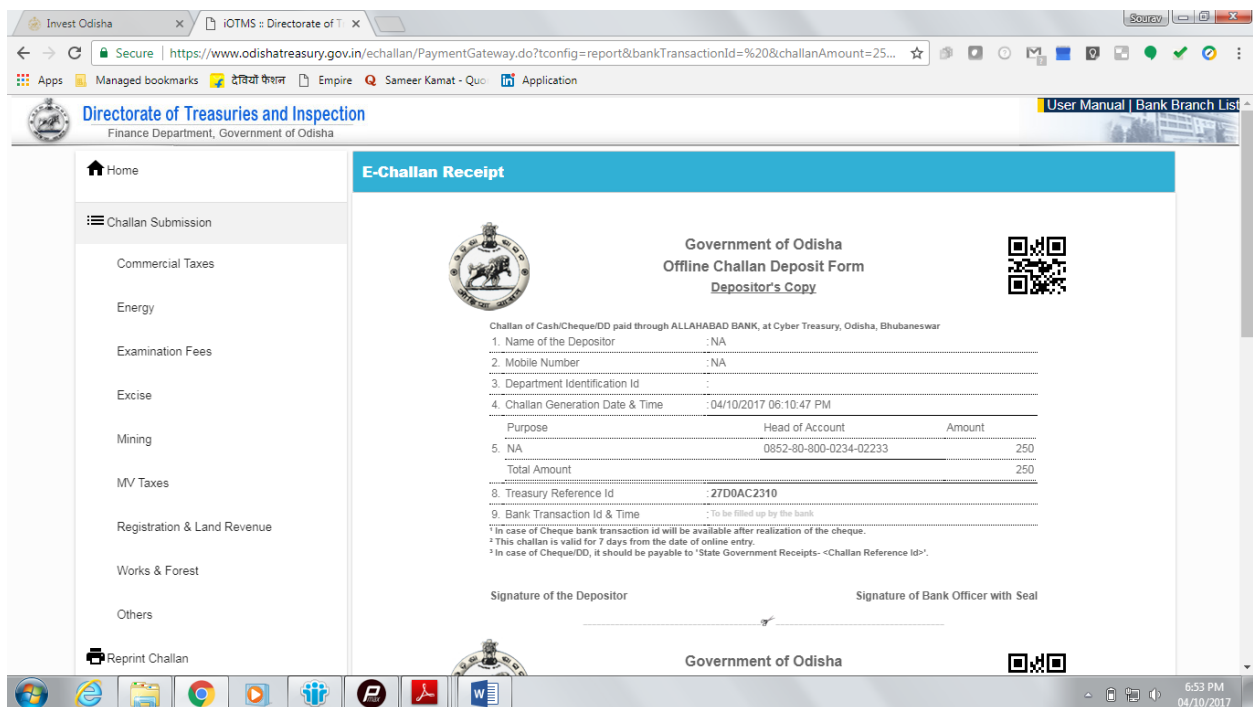 Invest Odisha
iOTMS :: Directorate of T
Sourav
Secure | https://www.odishatreasury.gov.in/echallan/PaymentGateway.do?tconfig=report&bankTransactionId=%20&challanAmount=25...
Apps Managed bookmarks देवियों फैशन Empire Sameer Kamat - Quo Application
Directorate of Treasuries and Inspection
Finance Department, Government of Odisha
User Manual | Bank Branch List
Home
Challan Submission
Commercial Taxes
Energy
Examination Fees
Excise
Mining
MV Taxes
Registration & Land Revenue
Works & Forest
Others
Reprint Challan
E-Challan Receipt
Government of Odisha
Offline Challan Deposit Form
Depositor's Copy
Challan of Cash/Cheque/DD paid through ALLAHABAD BANK, at Cyber Treasury, Odisha, Bhubaneswar
1. Name of the Depositor : NA
2. Mobile Number : NA
3. Department Identification Id :
4. Challan Generation Date & Time : 04/10/2017 06:10:47 PM
Purpose Head of Account Amount
5. NA 0852-80-800-0234-02233 250
Total Amount 250
8. Treasury Reference Id : 27D0AC2310
9. Bank Transaction Id & Time : To be filled up by the bank
¹ In case of Cheque bank transaction id will be available after realization of the cheque.
² This challan is valid for 7 days from the date of online entry.
³ In case of Cheque/DD, it should be payable to 'State Government Receipts- <Challan Reference Id>'.
Signature of the Depositor Signature of Bank Officer with Seal
Government of Odisha
6:53 PM
04/10/2017